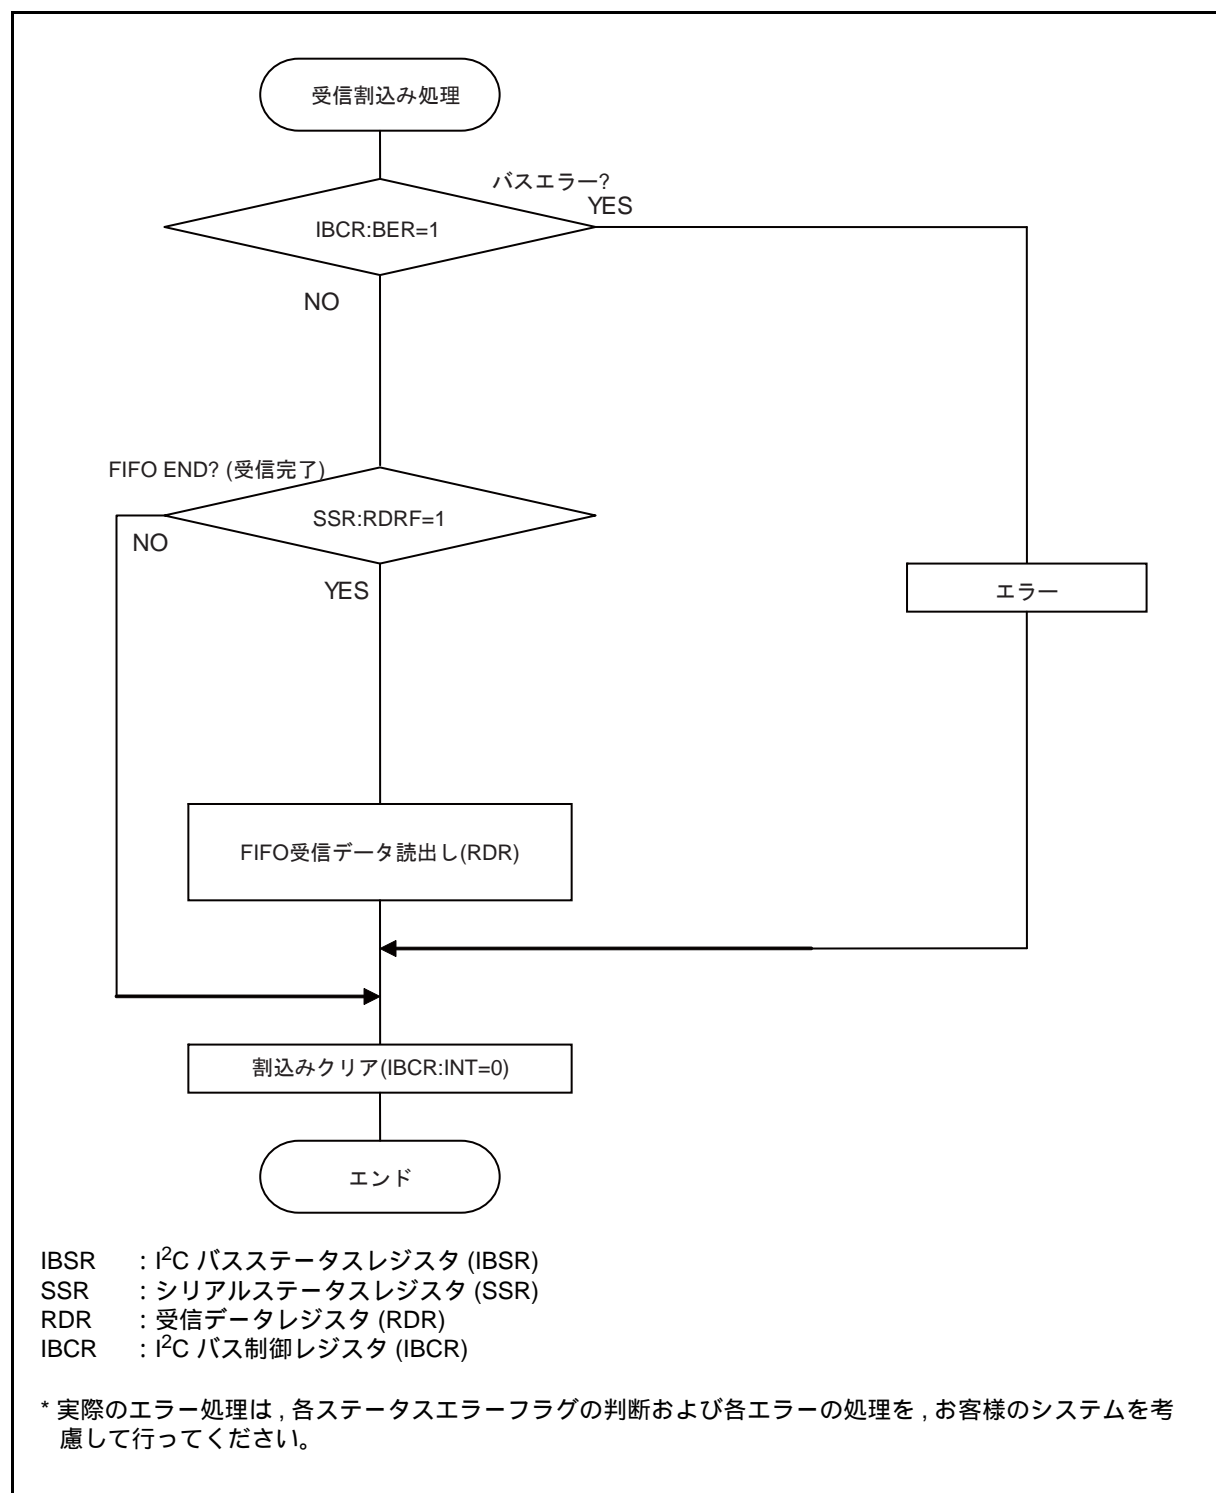 受信割込み処理
バスエラー?
YES
IBCR:BER=1
NO
FIFO END? (受信完了)
SSR:RDRF=1
NO
YES
エラー
FIFO受信データ読出し(RDR)
割込みクリア(IBCR:INT=0)
エンド
IBSR : I²C バスステータスレジスタ (IBSR)
SSR : シリアルステータスレジスタ (SSR)
RDR : 受信データレジスタ (RDR)
IBCR : I²C バス制御レジスタ (IBCR)
* 実際のエラー処理は , 各ステータスエラーフラグの判断および各エラーの処理を , お客様のシステムを考
慮して行ってください。